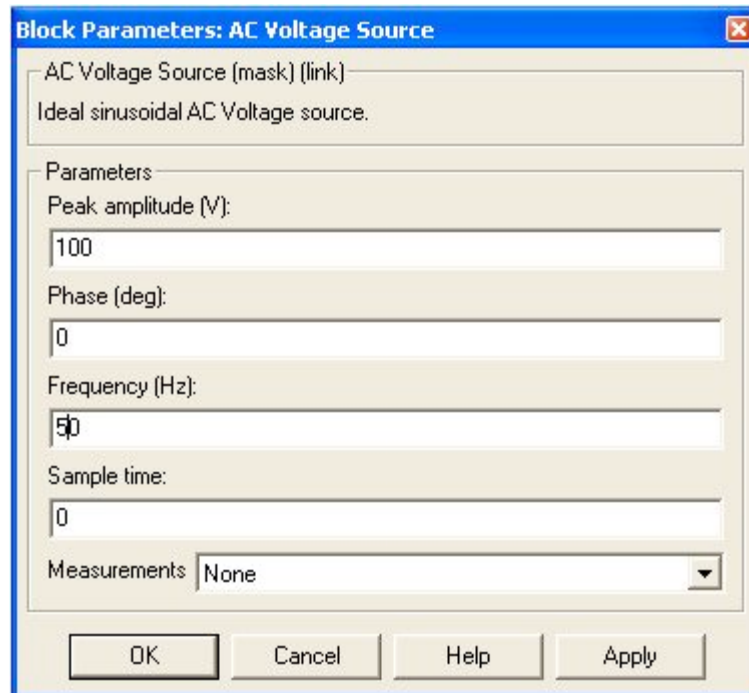 Block Parameters: AC Voltage Source
AC Voltage Source (mask) (link)
Ideal sinusoidal AC Voltage source.
Parameters
Peak amplitude (V):
100
Phase (deg):
0
Frequency (Hz):
50
Sample time:
0
Measurements None
OK Cancel Help Apply